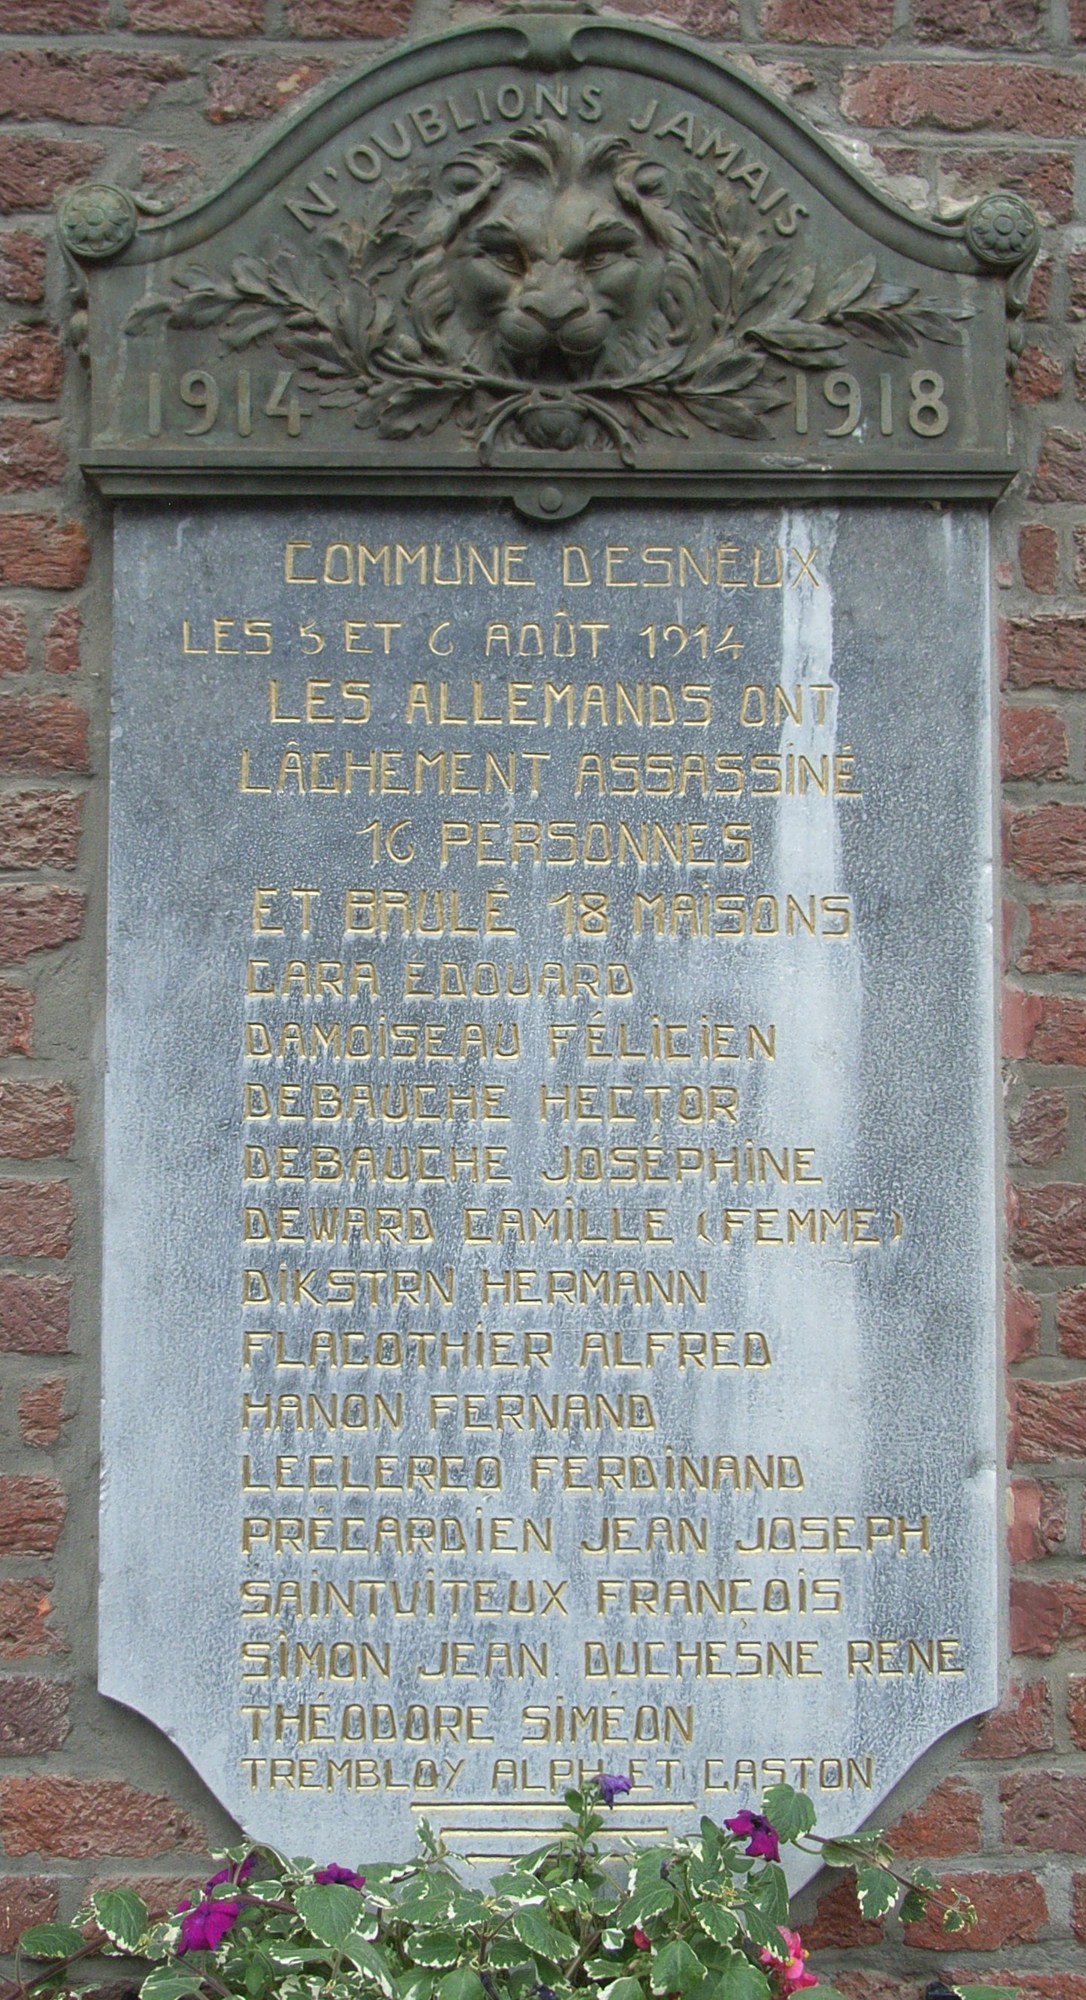 N'OUBLIONS JAMAIS
1914 1918
COMMUNE D'ESNEUX
LES 5 ET 6 AOÛT 1914
LES ALLEMANDS ONT
LÂCHEMENT ASSASSINÉ
16 PERSONNES
ET BRULÉ 18 MAISONS
CARA ÉDOUARD
DAMOISEAU FÉLICIEN
DEBAUCHE HECTOR
DEBAUCHE JOSÉPHINE
DEWARD CAMILLE (FEMME)
DIKSTRN HERMANN
FLAGOTHIER ALFRED
HANON FERNAND
LECLERCQ FERDINAND
PRÉCARDIEN JEAN JOSEPH
SAINTVITEUX FRANÇOIS
SIMON JEAN. DUCHESNE RENE
THÉODORE SIMÉON
TREMBLOY ALPH ET GASTON